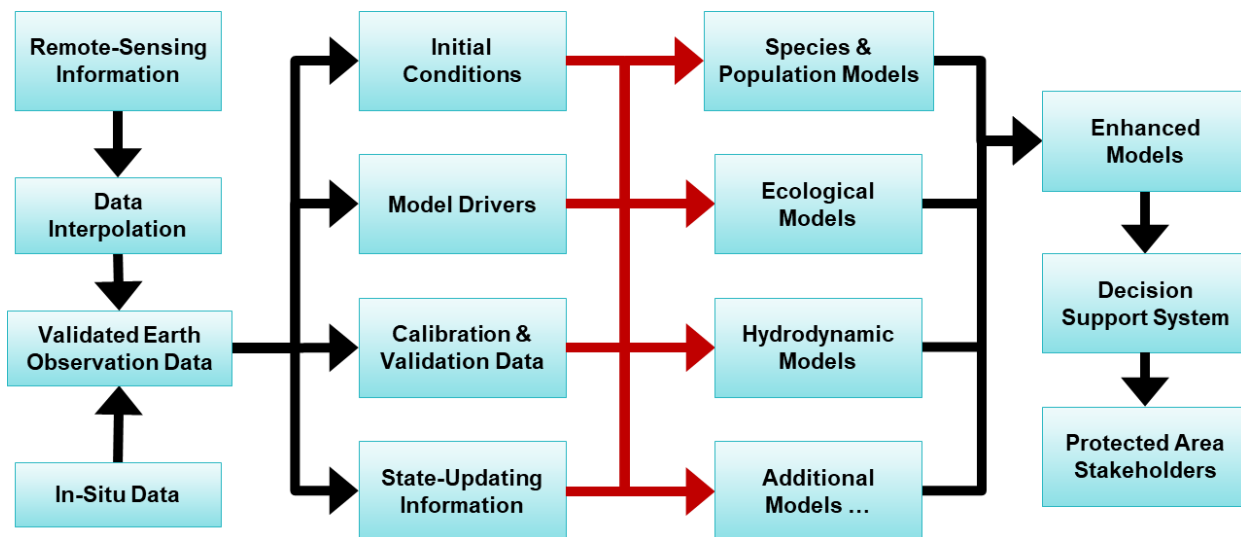 Remote-Sensing
Information
Data
Interpolation
Validated Earth
Observation Data
In-Situ Data
Initial
Conditions
Model Drivers
Calibration &
Validation Data
State-Updating
Information
Species &
Population Models
Ecological
Models
Hydrodynamic
Models
Additional
Models ...
Enhanced
Models
Decision
Support System
Protected Area
Stakeholders